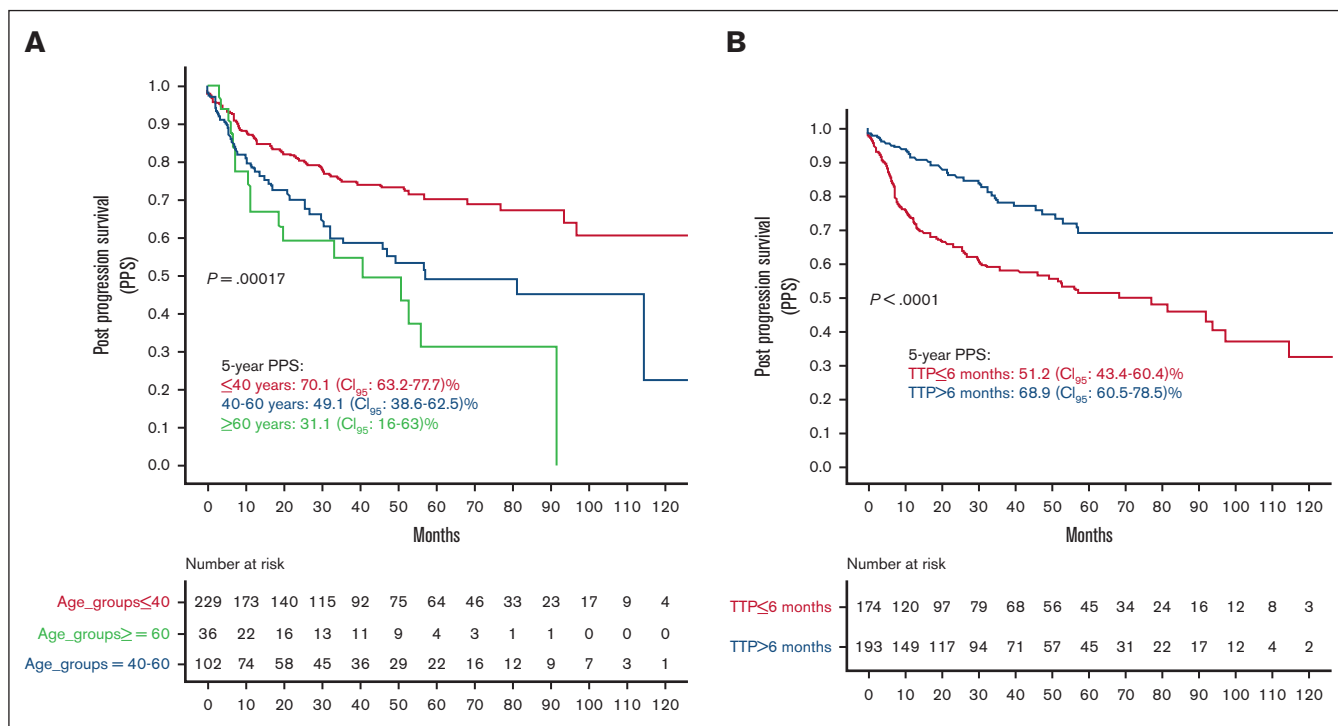 A
Post progression survival
(PPS)
1.0
0.9
0.8
0.7
0.6
0.5
0.4
0.3
0.2
0.1
0.0
P = .00017
5-year PPS:
≤40 years: 70.1 (CI95: 63.2-77.7)%
40-60 years: 49.1 (CI95: 38.6-62.5)%
≥60 years: 31.1 (CI95: 16-63)%
0 10 20 30 40 50 60 70 80 90 100 110 120
Months
Number at risk
Age_groups≤40 229 173 140 115 92 75 64 46 33 23 17 9 4
Age_groups≥=60 36 22 16 13 11 9 4 3 1 1 0 0 0
Age_groups=40-60 102 74 58 45 36 29 22 16 12 9 7 3 1
0 10 20 30 40 50 60 70 80 90 100 110 120
B
Post progression survival
(PPS)
1.0
0.9
0.8
0.7
0.6
0.5
0.4
0.3
0.2
0.1
0.0
P < .0001
5-year PPS:
TTP≤6 months: 51.2 (CI95: 43.4-60.4)%
TTP>6 months: 68.9 (CI95: 60.5-78.5)%
0 10 20 30 40 50 60 70 80 90 100 110 120
Months
Number at risk
TTP≤6 months 174 120 97 79 68 56 45 34 24 16 12 8 3
TTP>6 months 193 149 117 94 71 57 45 31 22 17 12 4 2
0 10 20 30 40 50 60 70 80 90 100 110 120